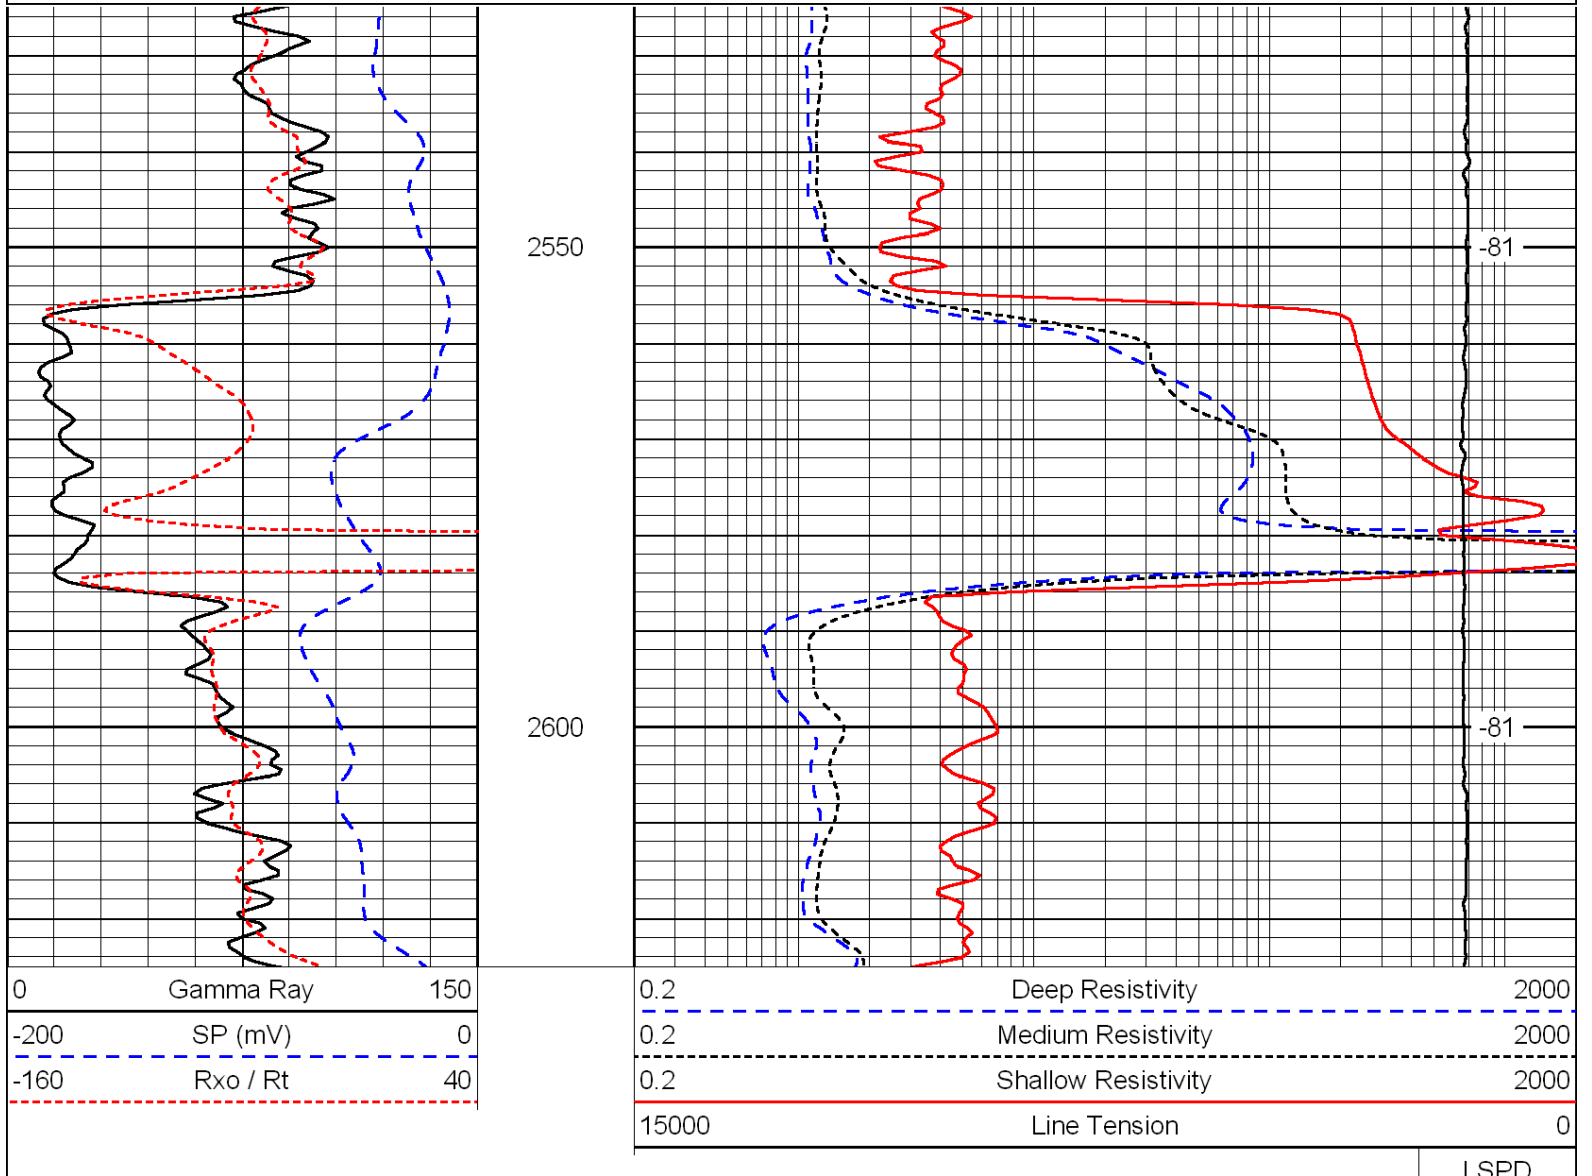 2550
-81
2600
-81
0 Gamma Ray 150
-200 SP (mV) 0
-160 Rxo / Rt 40
0.2 Deep Resistivity 2000
0.2 Medium Resistivity 2000
0.2 Shallow Resistivity 2000
15000 Line Tension 0
LSPD